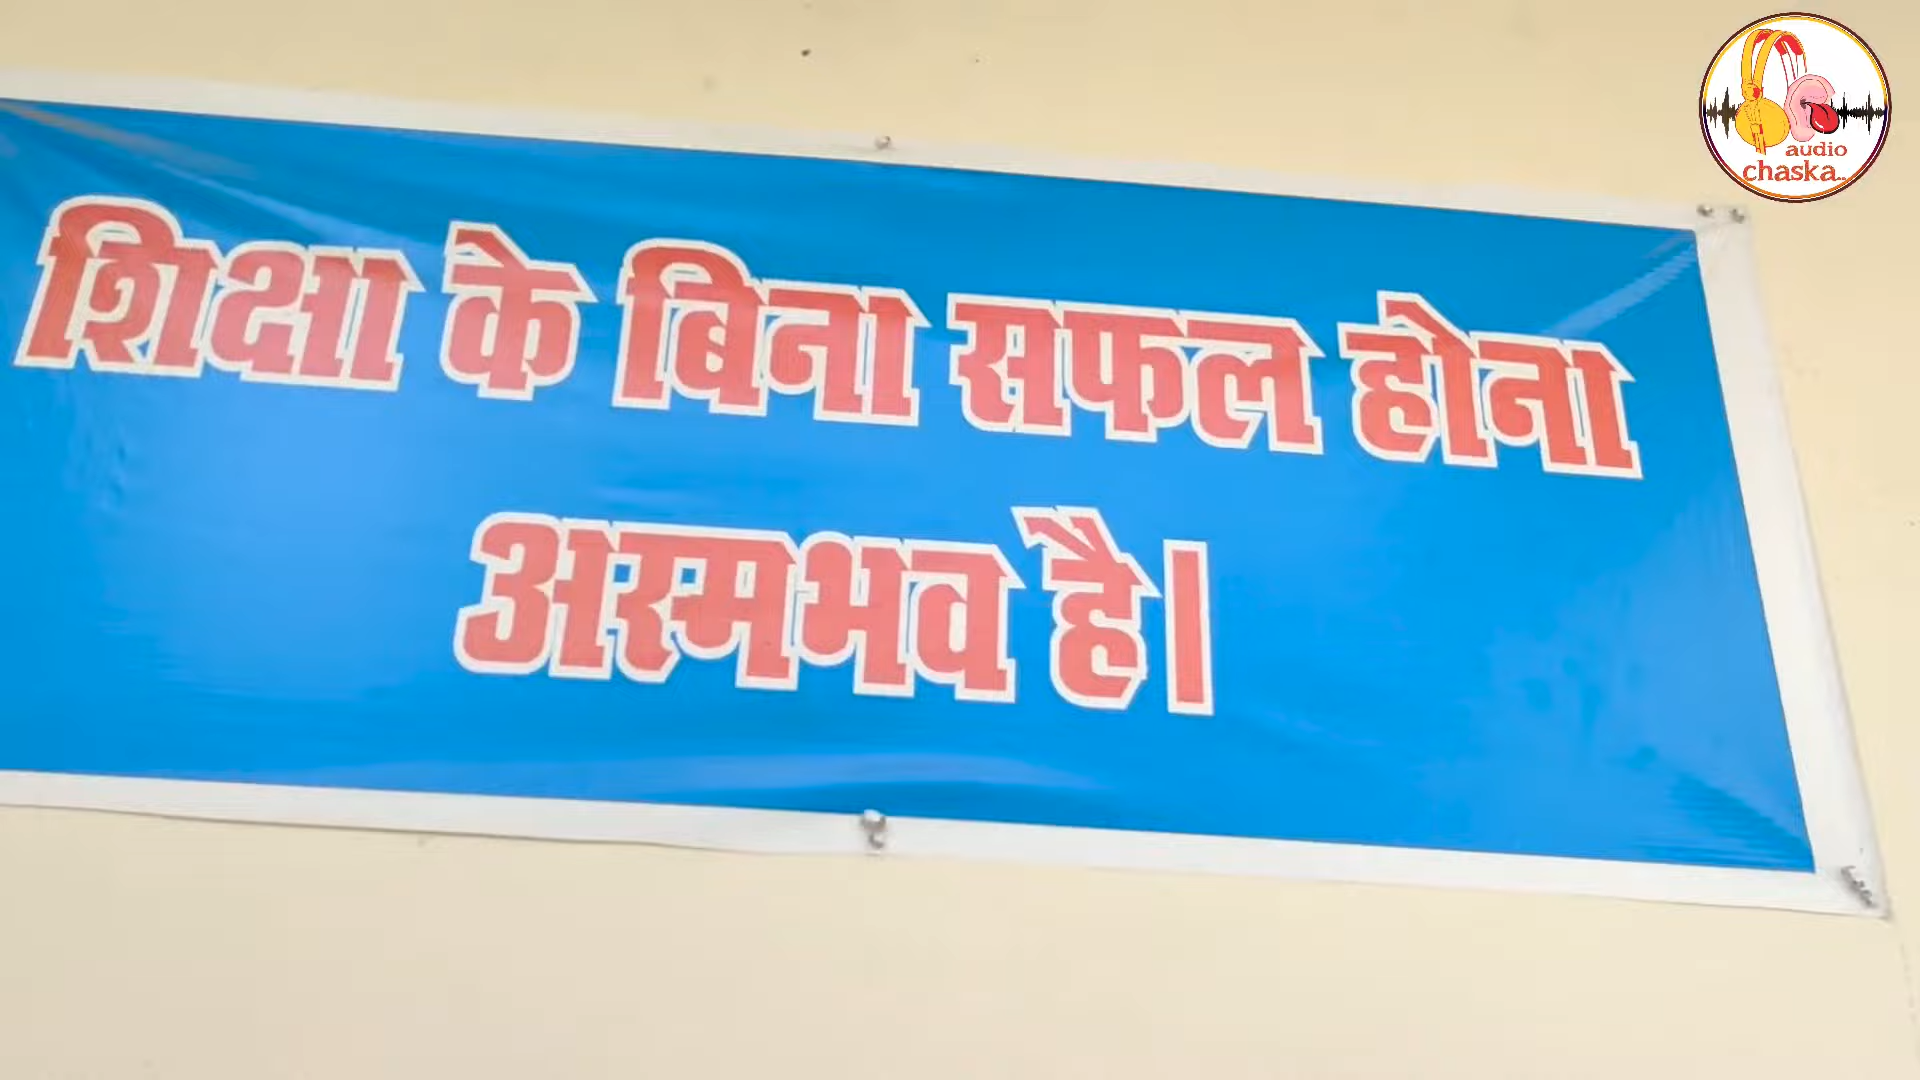 शिक्षा के बिना सफल होना
असम्भव है।
audio
chaska..